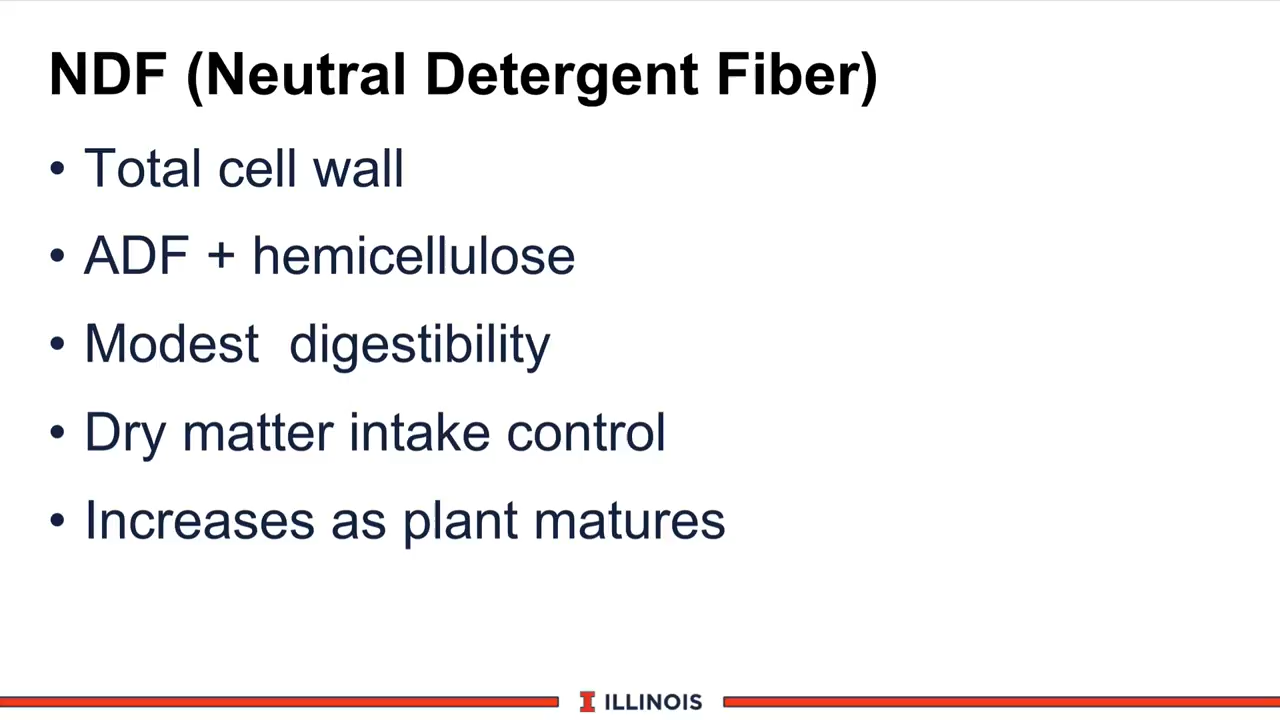 NDF (Neutral Detergent Fiber)
• Total cell wall
• ADF + hemicellulose
• Modest  digestibility
• Dry matter intake control
• Increases as plant matures
I ILLINOIS